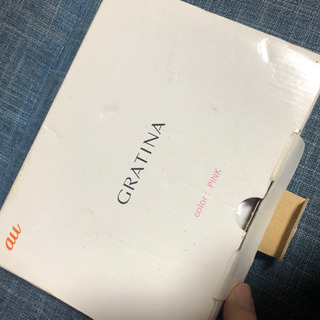 GRATINA
color : PINK
au